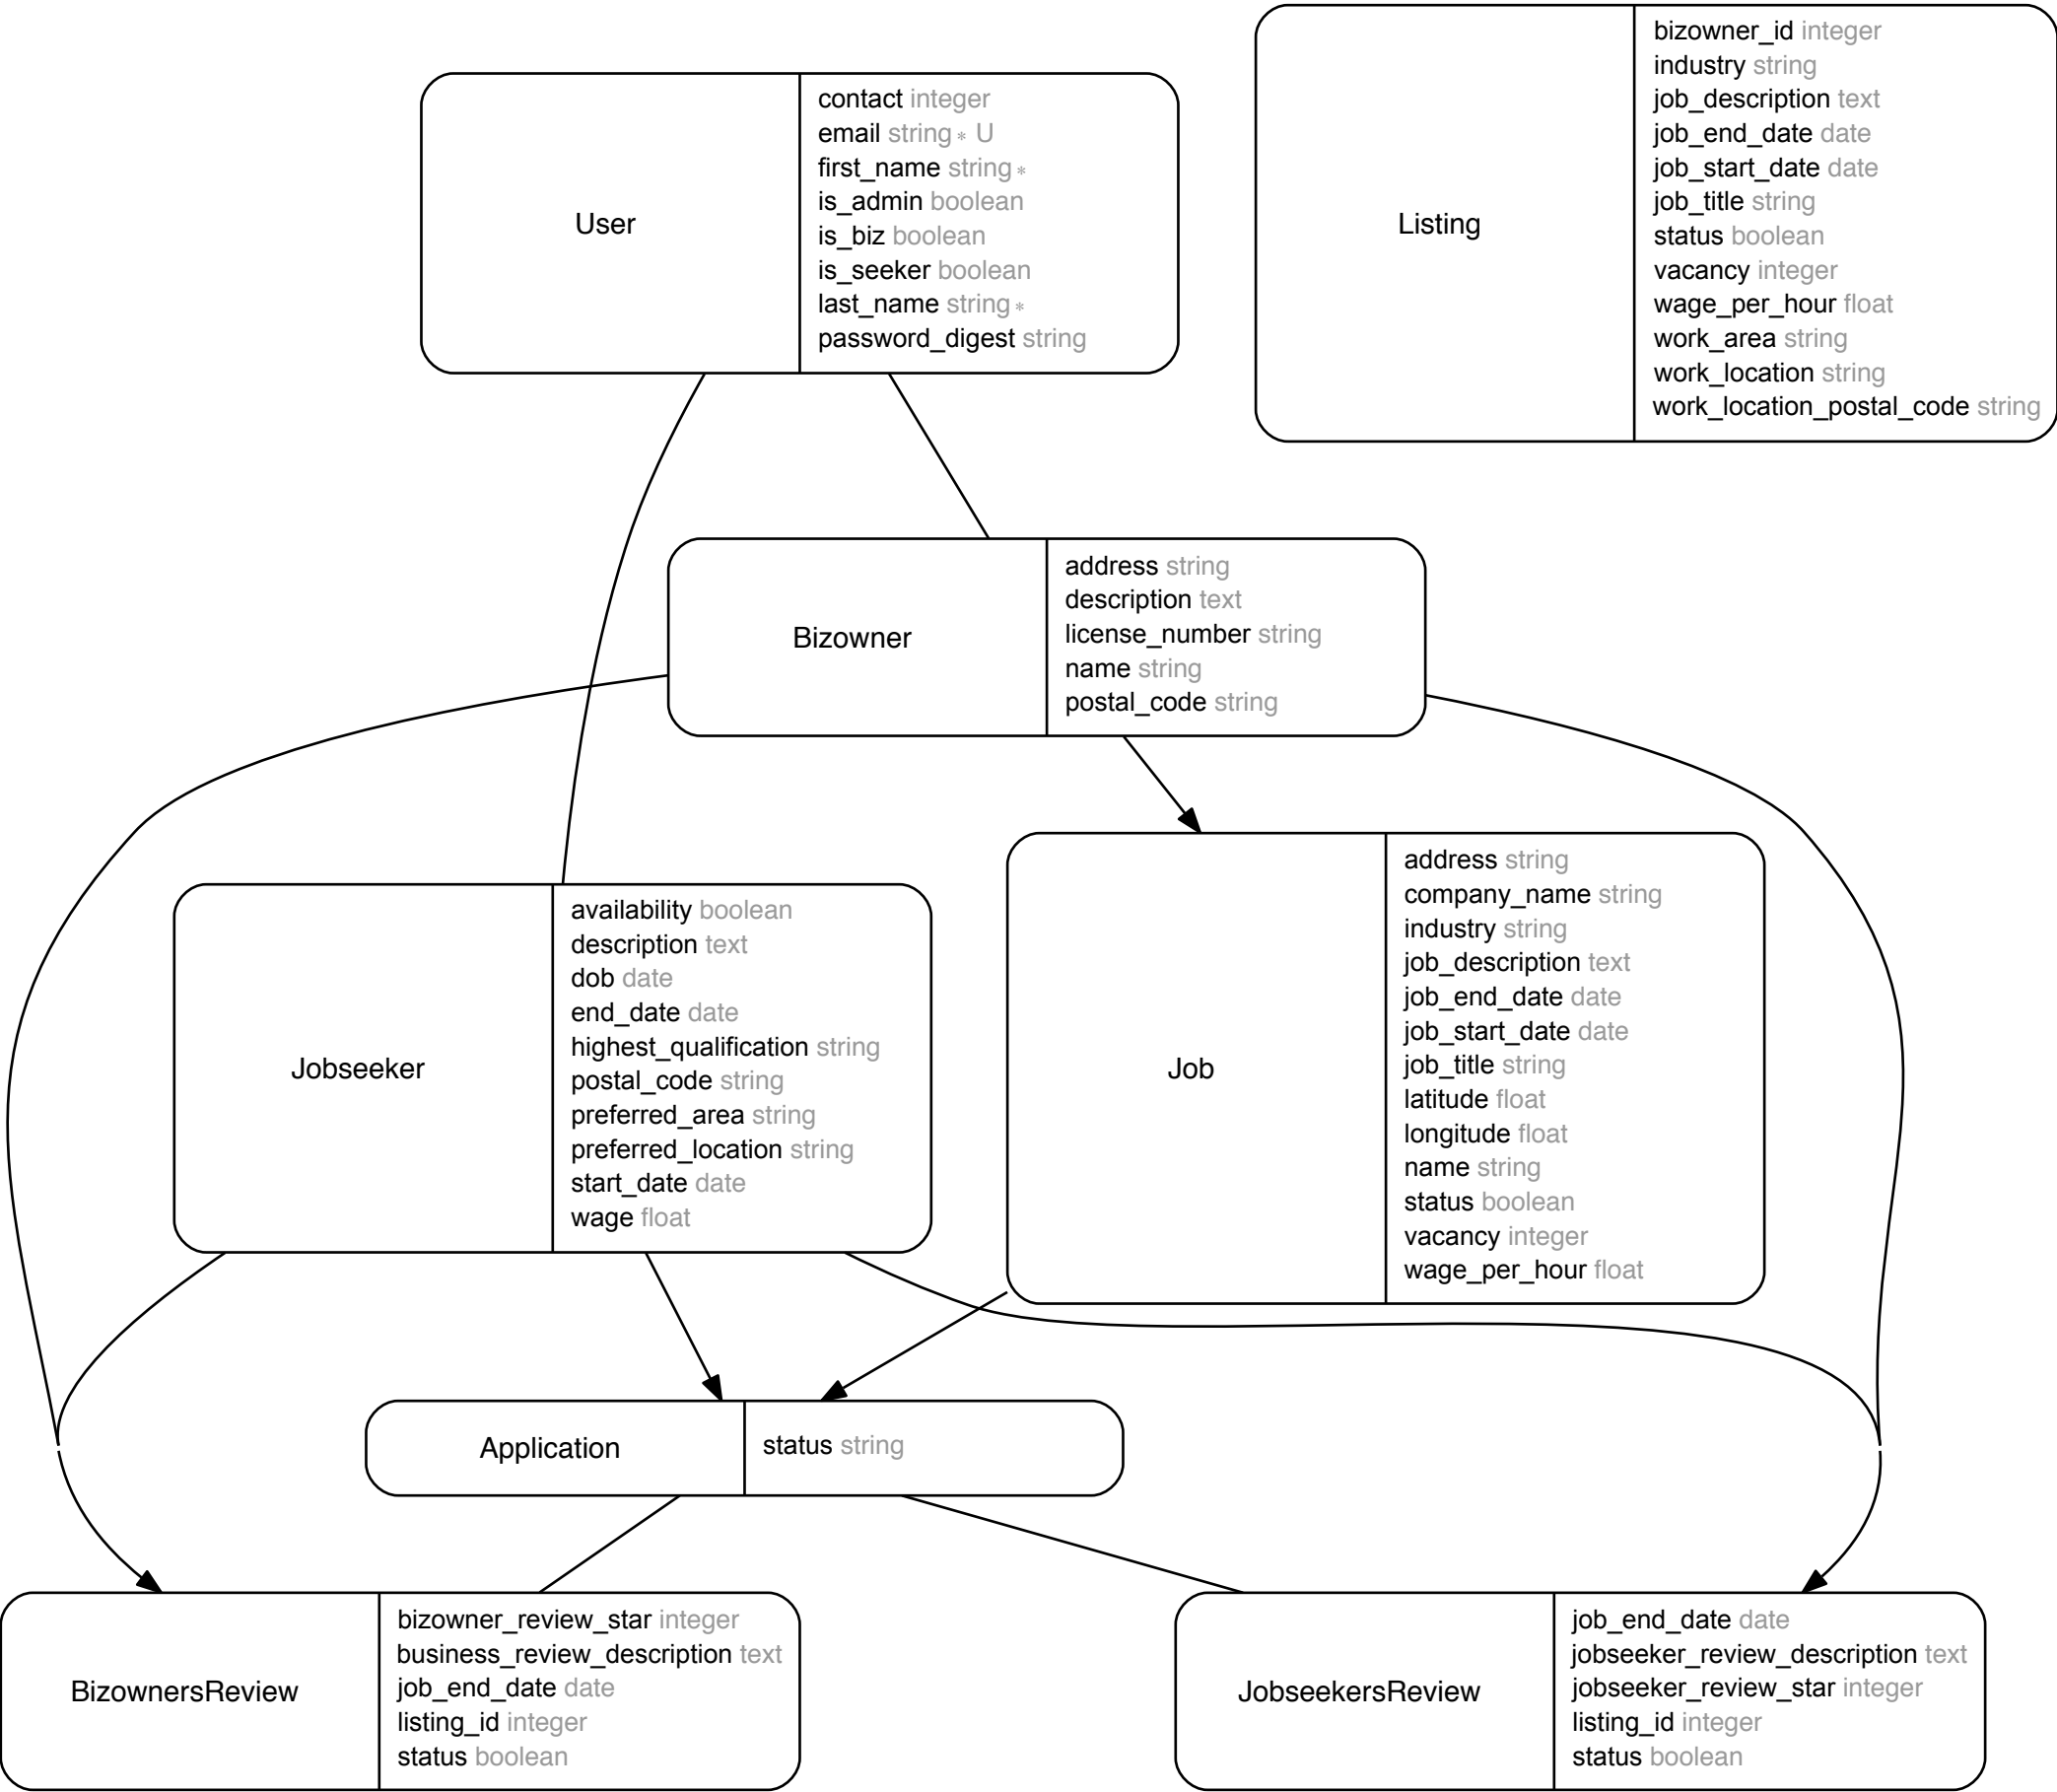 User
contact integer
email string ∗ U
first_name string ∗
is_admin boolean
is_biz boolean
is_seeker boolean
last_name string ∗
password_digest string
Listing
bizowner_id integer
industry string
job_description text
job_end_date date
job_start_date date
job_title string
status boolean
vacancy integer
wage_per_hour float
work_area string
work_location string
work_location_postal_code string
Bizowner
address string
description text
license_number string
name string
postal_code string
Jobseeker
availability boolean
description text
dob date
end_date date
highest_qualification string
postal_code string
preferred_area string
preferred_location string
start_date date
wage float
Job
address string
company_name string
industry string
job_description text
job_end_date date
job_start_date date
job_title string
latitude float
longitude float
name string
status boolean
vacancy integer
wage_per_hour float
Application
status string
BizownersReview
bizowner_review_star integer
business_review_description text
job_end_date date
listing_id integer
status boolean
JobseekersReview
job_end_date date
jobseeker_review_description text
jobseeker_review_star integer
listing_id integer
status boolean